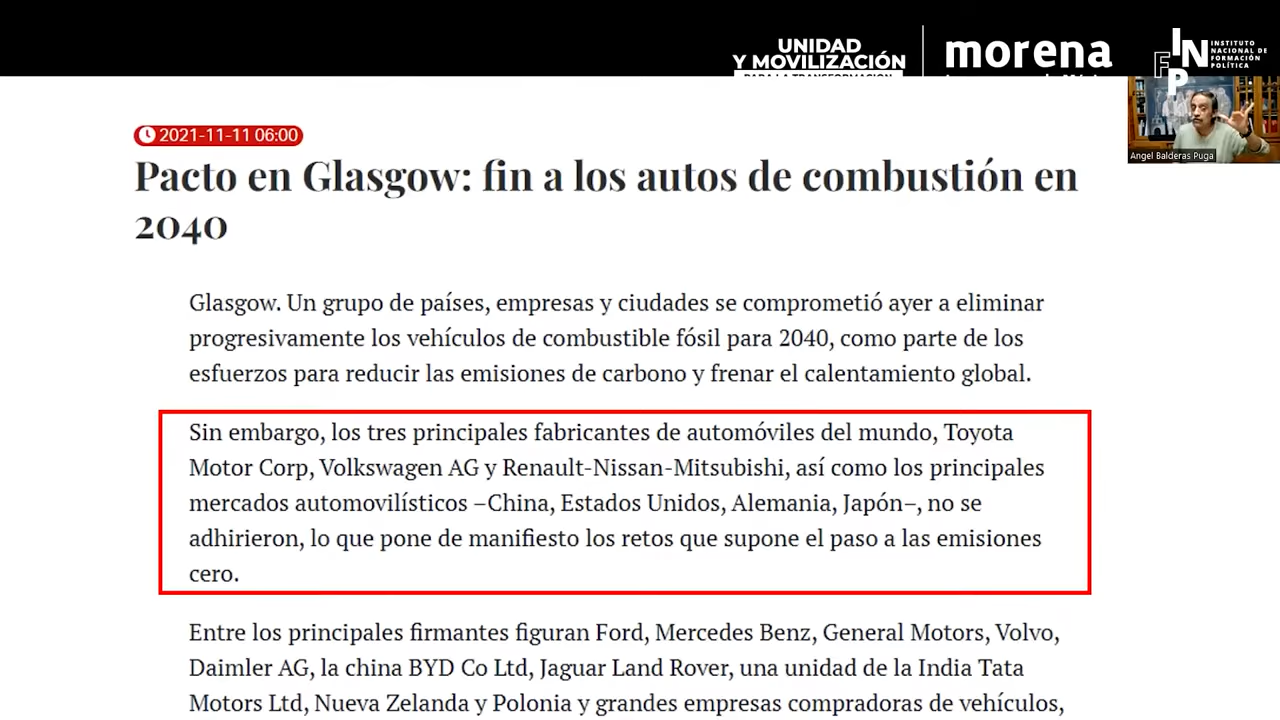 UNIDAD
Y MOVILIZACIÓN
PARA LA TRANSFORMACIÓN
morena
IN
FP
INSTITUTO
NACIONAL DE
FORMACIÓN
POLÍTICA
Angel Balderas Puga
2021-11-11 06:00
Pacto en Glasgow: fin a los autos de combustión en
2040
Glasgow. Un grupo de países, empresas y ciudades se comprometió ayer a eliminar
progresivamente los vehículos de combustible fósil para 2040, como parte de los
esfuerzos para reducir las emisiones de carbono y frenar el calentamiento global.
Sin embargo, los tres principales fabricantes de automóviles del mundo, Toyota
Motor Corp, Volkswagen AG y Renault-Nissan-Mitsubishi, así como los principales
mercados automovilísticos –China, Estados Unidos, Alemania, Japón–, no se
adhirieron, lo que pone de manifiesto los retos que supone el paso a las emisiones
cero.
Entre los principales firmantes figuran Ford, Mercedes Benz, General Motors, Volvo,
Daimler AG, la china BYD Co Ltd, Jaguar Land Rover, una unidad de la India Tata
Motors Ltd, Nueva Zelanda y Polonia y grandes empresas compradoras de vehículos,